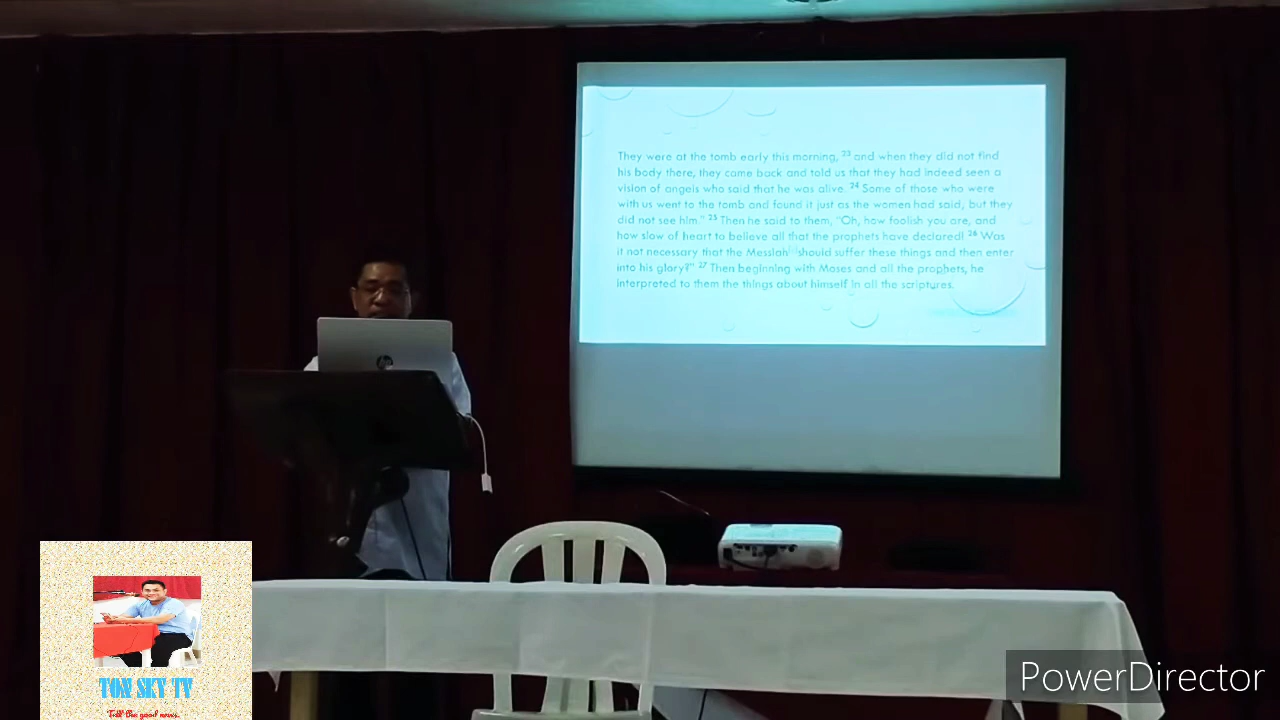 They were at the tomb early this morning, 23 and when they did not find
his body there, they came back and told us that they had indeed seen a
vision of angels who said that he was alive. 24 Some of those who were
with us went to the tomb and found it just as the women had said, but they
did not see him." 25 Then he said to them, "Oh, how foolish you are, and
how slow of heart to believe all that the prophets have declared! 26 Was
it not necessary that the Messiah should suffer these things and then enter
into his glory?" 27 Then beginning with Moses and all the prophets, he
interpreted to them the things about himself in all the scriptures.
hp
TOM SKY TV
Tell the good news.
PowerDirector